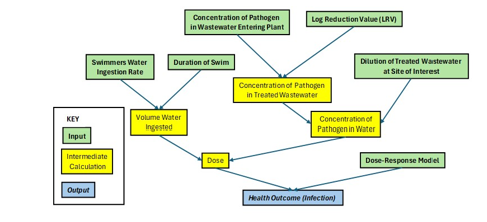 Concentration of Pathogen
in Wastewater Entering Plant
Log Reduction Value (LRV)
Swimmers Water
Ingestion Rate
Duration of Swim
Dilution of Treated Wastewater
at Site of Interest
Concentration of Pathogen
in Treated Wastewater
Volume Water
Ingested
Concentration of
Pathogen in Water
KEY
Input
Intermediate
Calculation
Output
Dose
Dose-Response Model
Health Outcome (Infection)